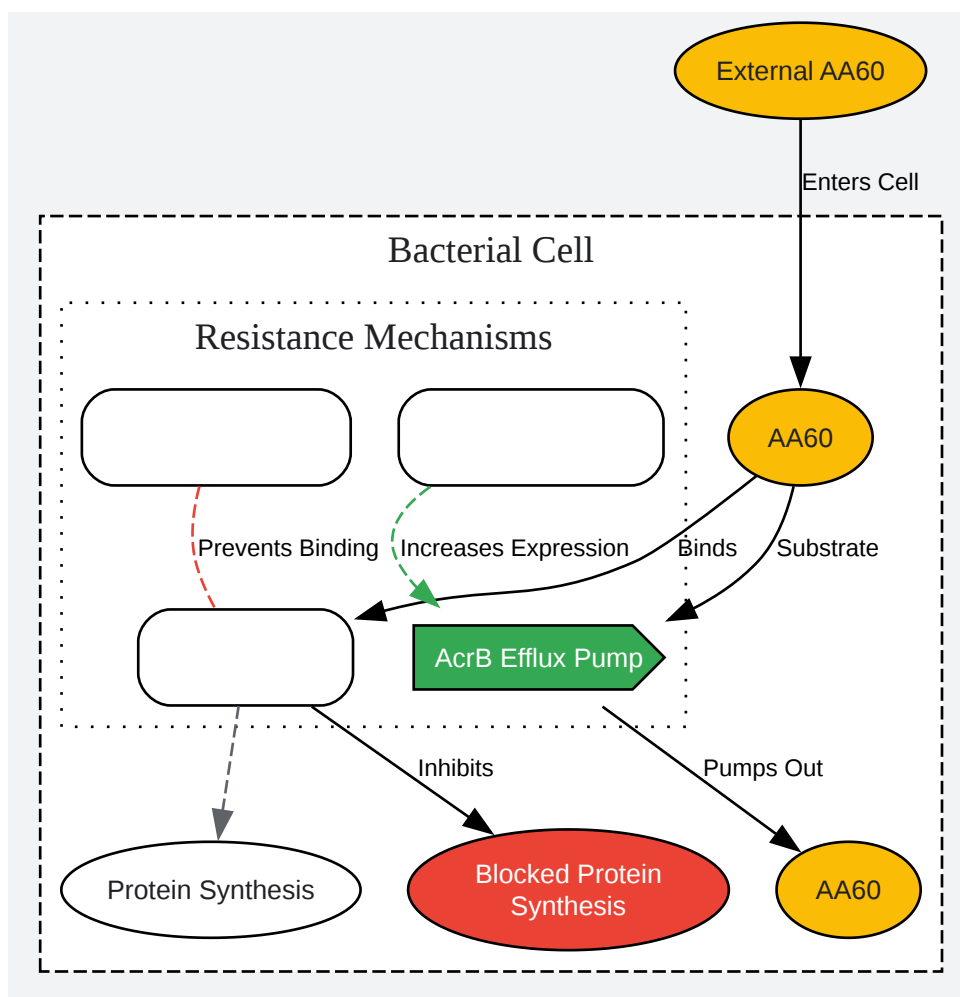 External AA60
Enters Cell
Bacterial Cell
Resistance Mechanisms
AA60
Prevents Binding
Increases Expression
Binds
Substrate
AcrB Efflux Pump
Inhibits
Pumps Out
Protein Synthesis
Blocked Protein
Synthesis
AA60